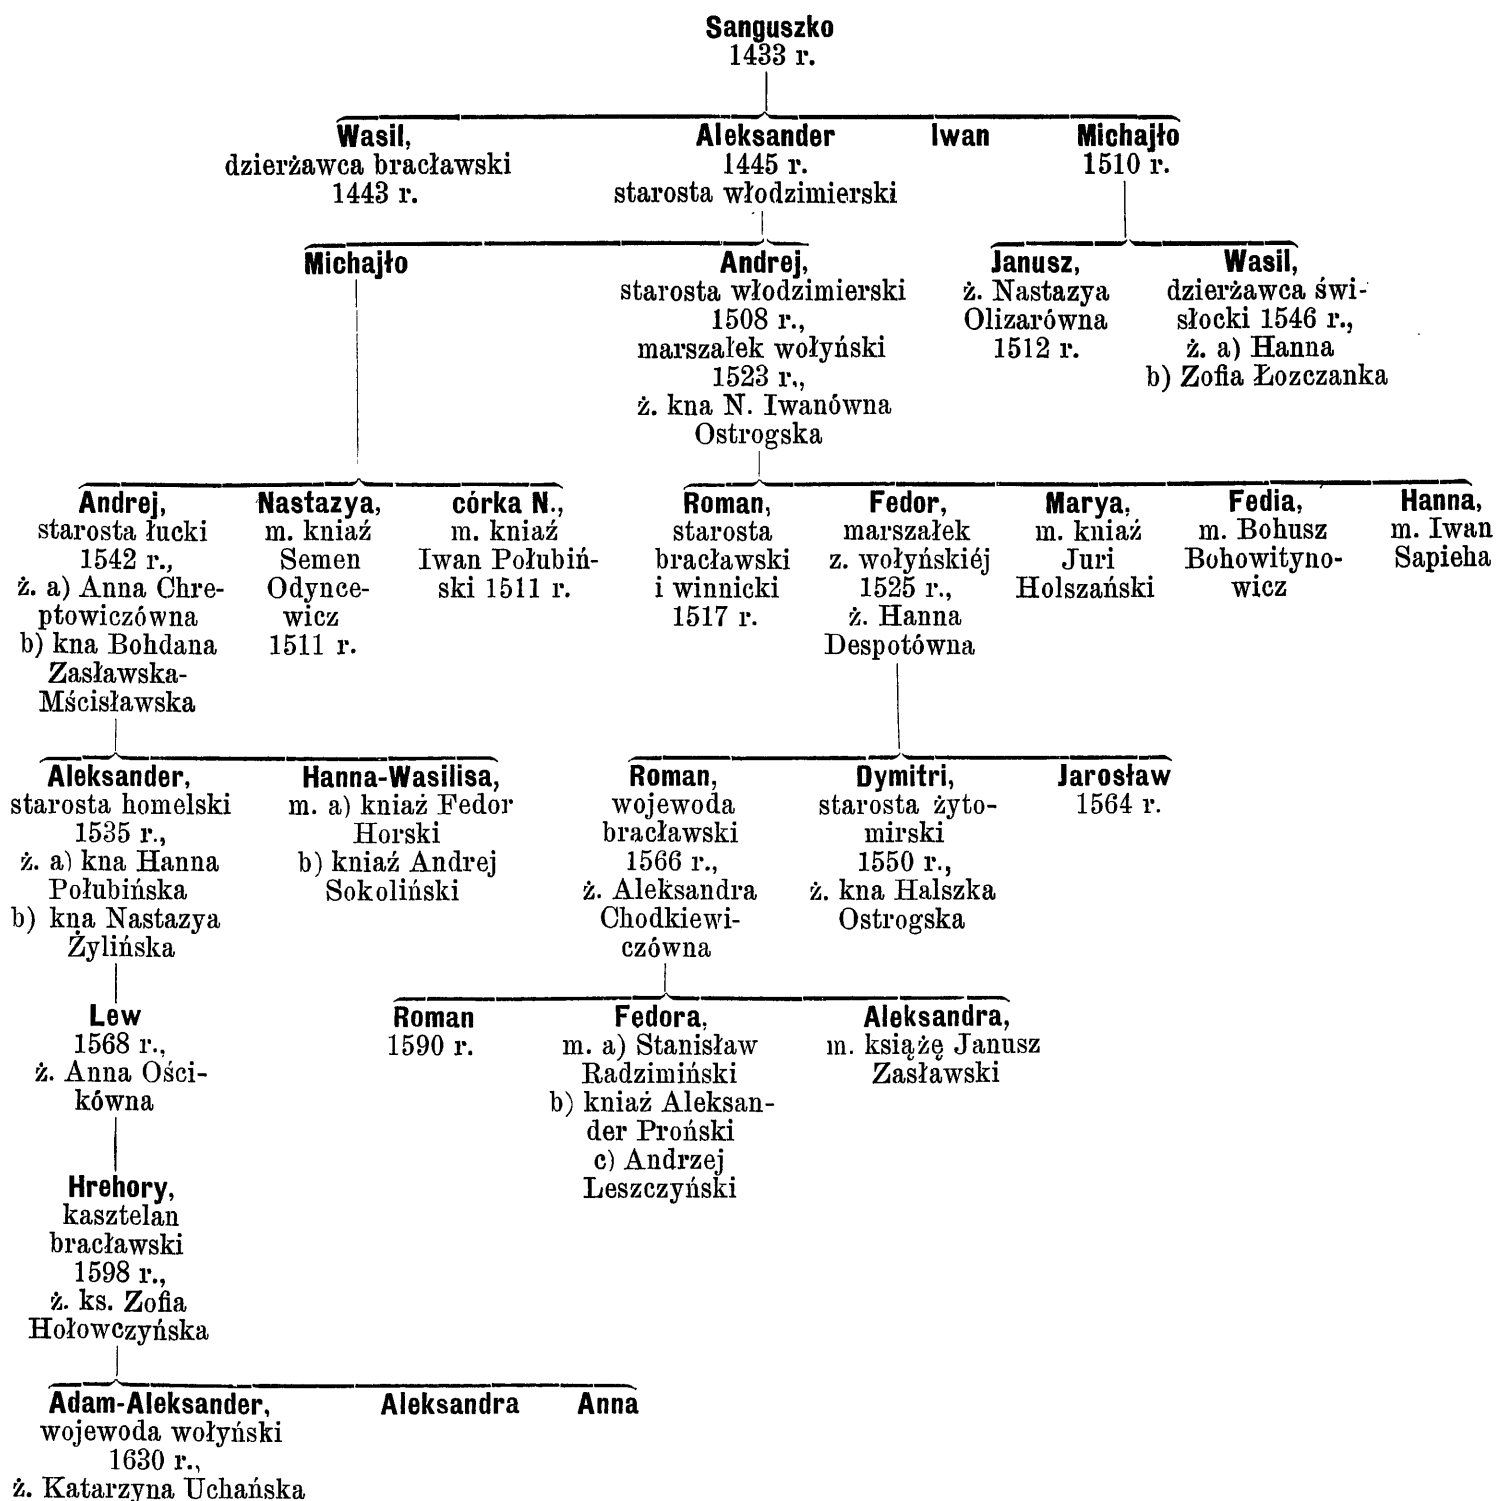 Sanguszko
1433 r.
Wasil,
dzierżawca bracławski
1443 r.
Aleksander
1445 r.
starosta włodzimierski
Iwan
Michajło
1510 r.
Michajło
Andrej,
starosta włodzimierski
1508 r.,
marszałek wołyński
1523 r.,
ż. kna N. Iwanówna
Ostrogska
Janusz,
ż. Nastazya
Olizarówna
1512 r.
Wasil,
dzierżawca świ-
słocki 1546 r.,
ż. a) Hanna
b) Zofia Łozczanka
Andrej,
starosta łucki
1542 r.,
ż. a) Anna Chre-
ptowiczówna
b) kna Bohdana
Zasławska-
Mścisławska
Nastazya,
m. kniaź
Semen
Odynce-
wicz
1511 r.
córka N.,
m. kniaź
Iwan Połubiń-
ski 1511 r.
Roman,
starosta
bracławski
i winnicki
1517 r.
Fedor,
marszałek
z. wołyńskiéj
1525 r.,
ż. Hanna
Despotówna
Marya,
m. kniaź
Juri
Holszański
Fedia,
m. Bohusz
Bohowityno-
wicz
Hanna,
m. Iwan
Sapieha
Aleksander,
starosta homelski
1535 r.,
ż. a) kna Hanna
Połubińska
b) kna Nastazya
Żylińska
Hanna-Wasilisa,
m. a) kniaź Fedor
Horski
b) kniaź Andrej
Sokoliński
Roman,
wojewoda
bracławski
1566 r.,
ż. Aleksandra
Chodkiewi-
czówna
Dymitri,
starosta żyto-
mirski
1550 r.,
ż. kna Halszka
Ostrogska
Jarosław
1564 r.
Lew
1568 r.,
ż. Anna Ości-
kówna
Roman
1590 r.
Fedora,
m. a) Stanisław
Radzimiński
b) kniaź Aleksan-
der Proński
c) Andrzej
Leszczyński
Aleksandra,
m. książę Janusz
Zasławski
Hrehory,
kasztelan
bracławski
1598 r.,
ż. ks. Zofia
Hołowczyńska
Adam-Aleksander,
wojewoda wołyński
1630 r.,
ż. Katarzyna Uchańska
Aleksandra
Anna